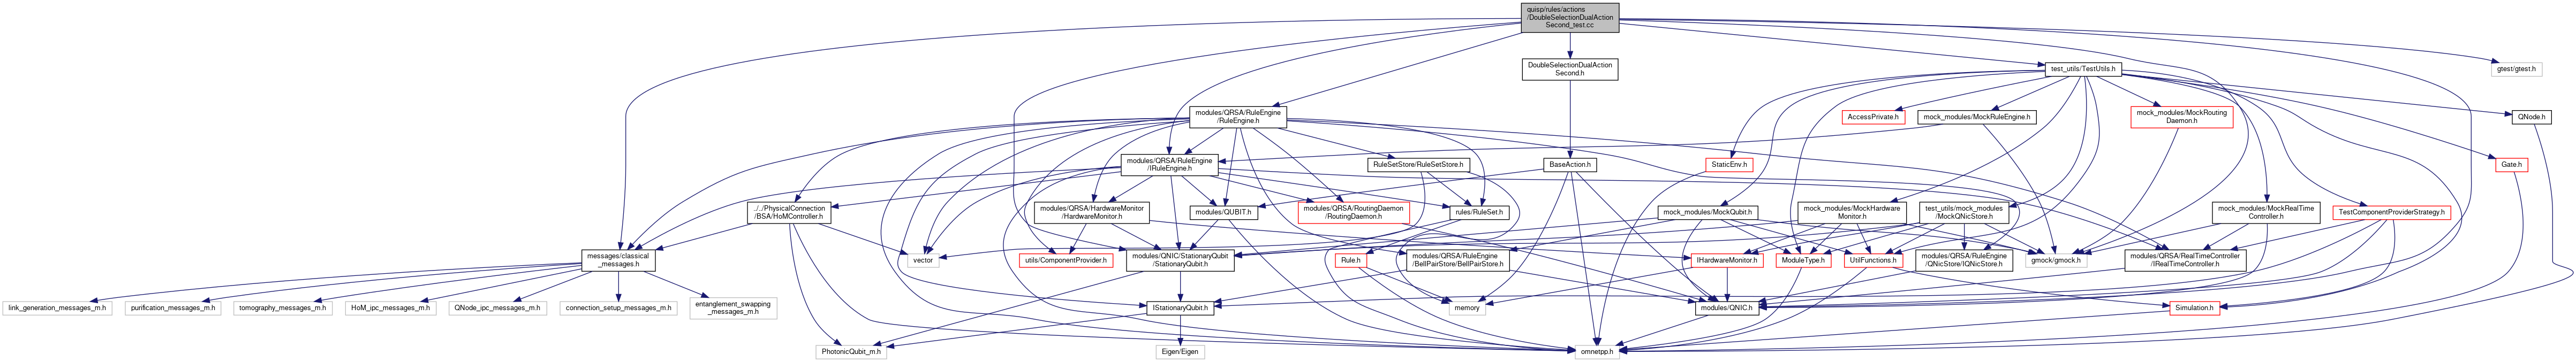 quisp/rules/actions
/DoubleSelectionDualAction
Second_test.cc
DoubleSelectionDualAction
Second.h
test_utils/TestUtils.h
gtest/gtest.h
modules/QRSA/RuleEngine
/RuleEngine.h
AccessPrivate.h
mock_modules/MockRuleEngine.h
mock_modules/MockRouting
Daemon.h
QNode.h
modules/QRSA/RuleEngine
/IRuleEngine.h
RuleSetStore/RuleSetStore.h
BaseAction.h
StaticEnv.h
Gate.h
../../PhysicalConnection
/BSA/HoMController.h
modules/QRSA/HardwareMonitor
/HardwareMonitor.h
modules/QUBIT.h
modules/QRSA/RoutingDaemon
/RoutingDaemon.h
rules/RuleSet.h
mock_modules/MockQubit.h
mock_modules/MockHardware
Monitor.h
test_utils/mock_modules
/MockQNicStore.h
mock_modules/MockRealTime
Controller.h
TestComponentProviderStrategy.h
messages/classical
_messages.h
vector
utils/ComponentProvider.h
modules/QNIC/StationaryQubit
/StationaryQubit.h
Rule.h
modules/QRSA/RuleEngine
/BellPairStore/BellPairStore.h
IHardwareMonitor.h
ModuleType.h
UtilFunctions.h
modules/QRSA/RuleEngine
/QNicStore/IQNicStore.h
gmock/gmock.h
modules/QRSA/RealTimeController
/IRealTimeController.h
link_generation_messages_m.h
purification_messages_m.h
tomography_messages_m.h
HoM_ipc_messages_m.h
QNode_ipc_messages_m.h
connection_setup_messages_m.h
entanglement_swapping
_messages_m.h
IStationaryQubit.h
memory
modules/QNIC.h
Simulation.h
PhotonicQubit_m.h
Eigen/Eigen
omnetpp.h